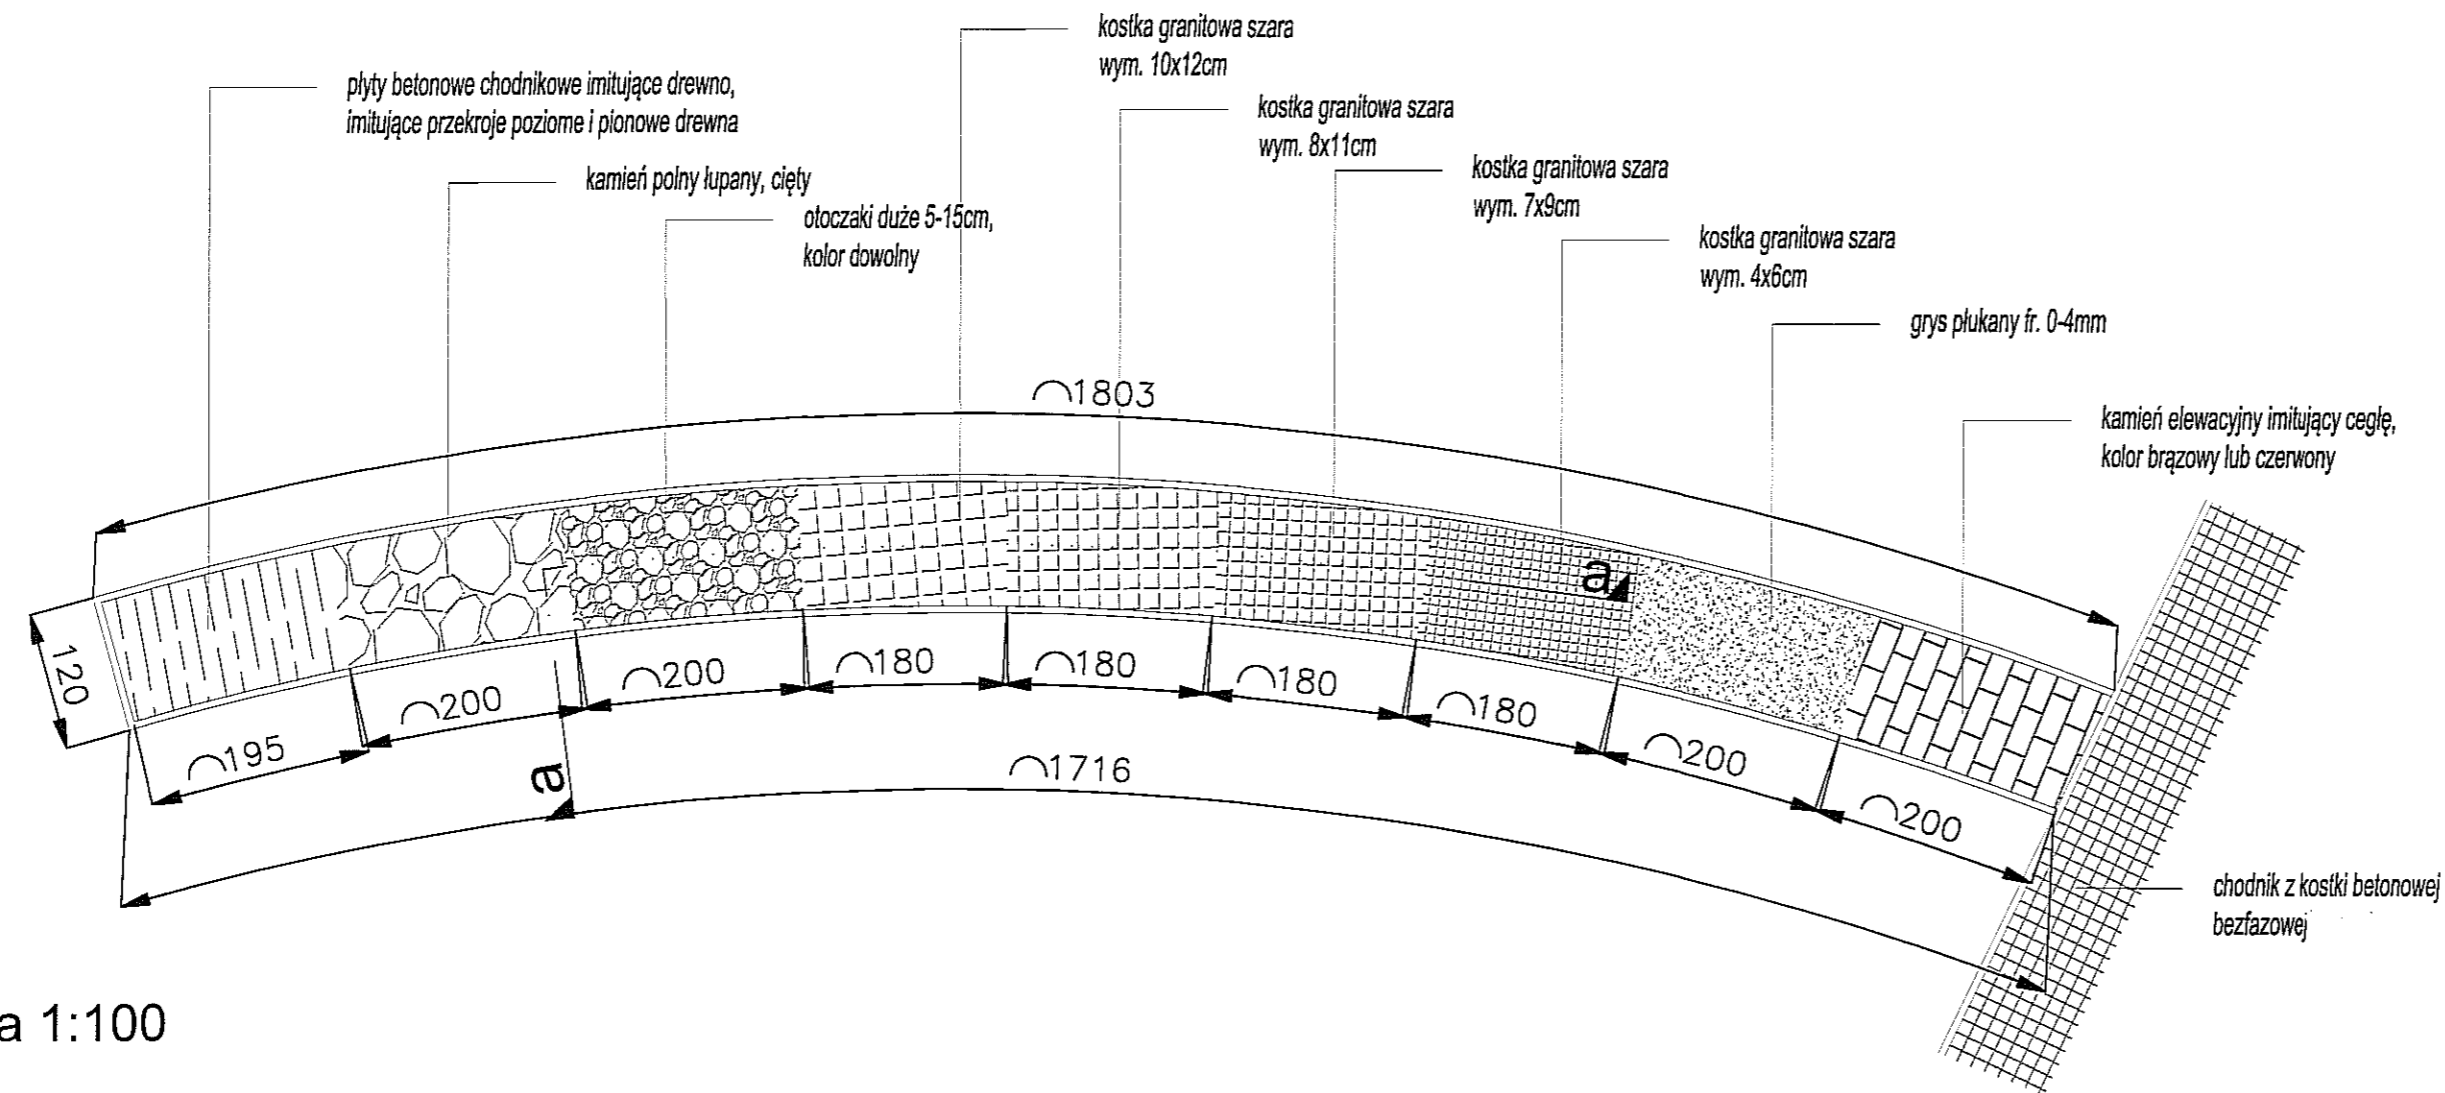 kostka granitowa szara
wym. 10x12cm
płyty betonowe chodnikowe imitujące drewno,
imitujące przekroje poziome i pionowe drewna
kostka granitowa szara
wym. 8x11cm
kamień polny łupany, cięty
kostka granitowa szara
wym. 7x9cm
otoczaki duże 5-15cm,
kolor dowolny
kostka granitowa szara
wym. 4x6cm
grys płukany fr. 0-4mm
⌒1803
kamień elewacyjny imitujący cegłę,
kolor brązowy lub czerwony
a
120
⌒195
⌒200
⌒200
⌒180
⌒180
⌒180
⌒180
⌒200
⌒200
a
⌒1716
chodnik z kostki betonowej
bezfazowej
a 1:100